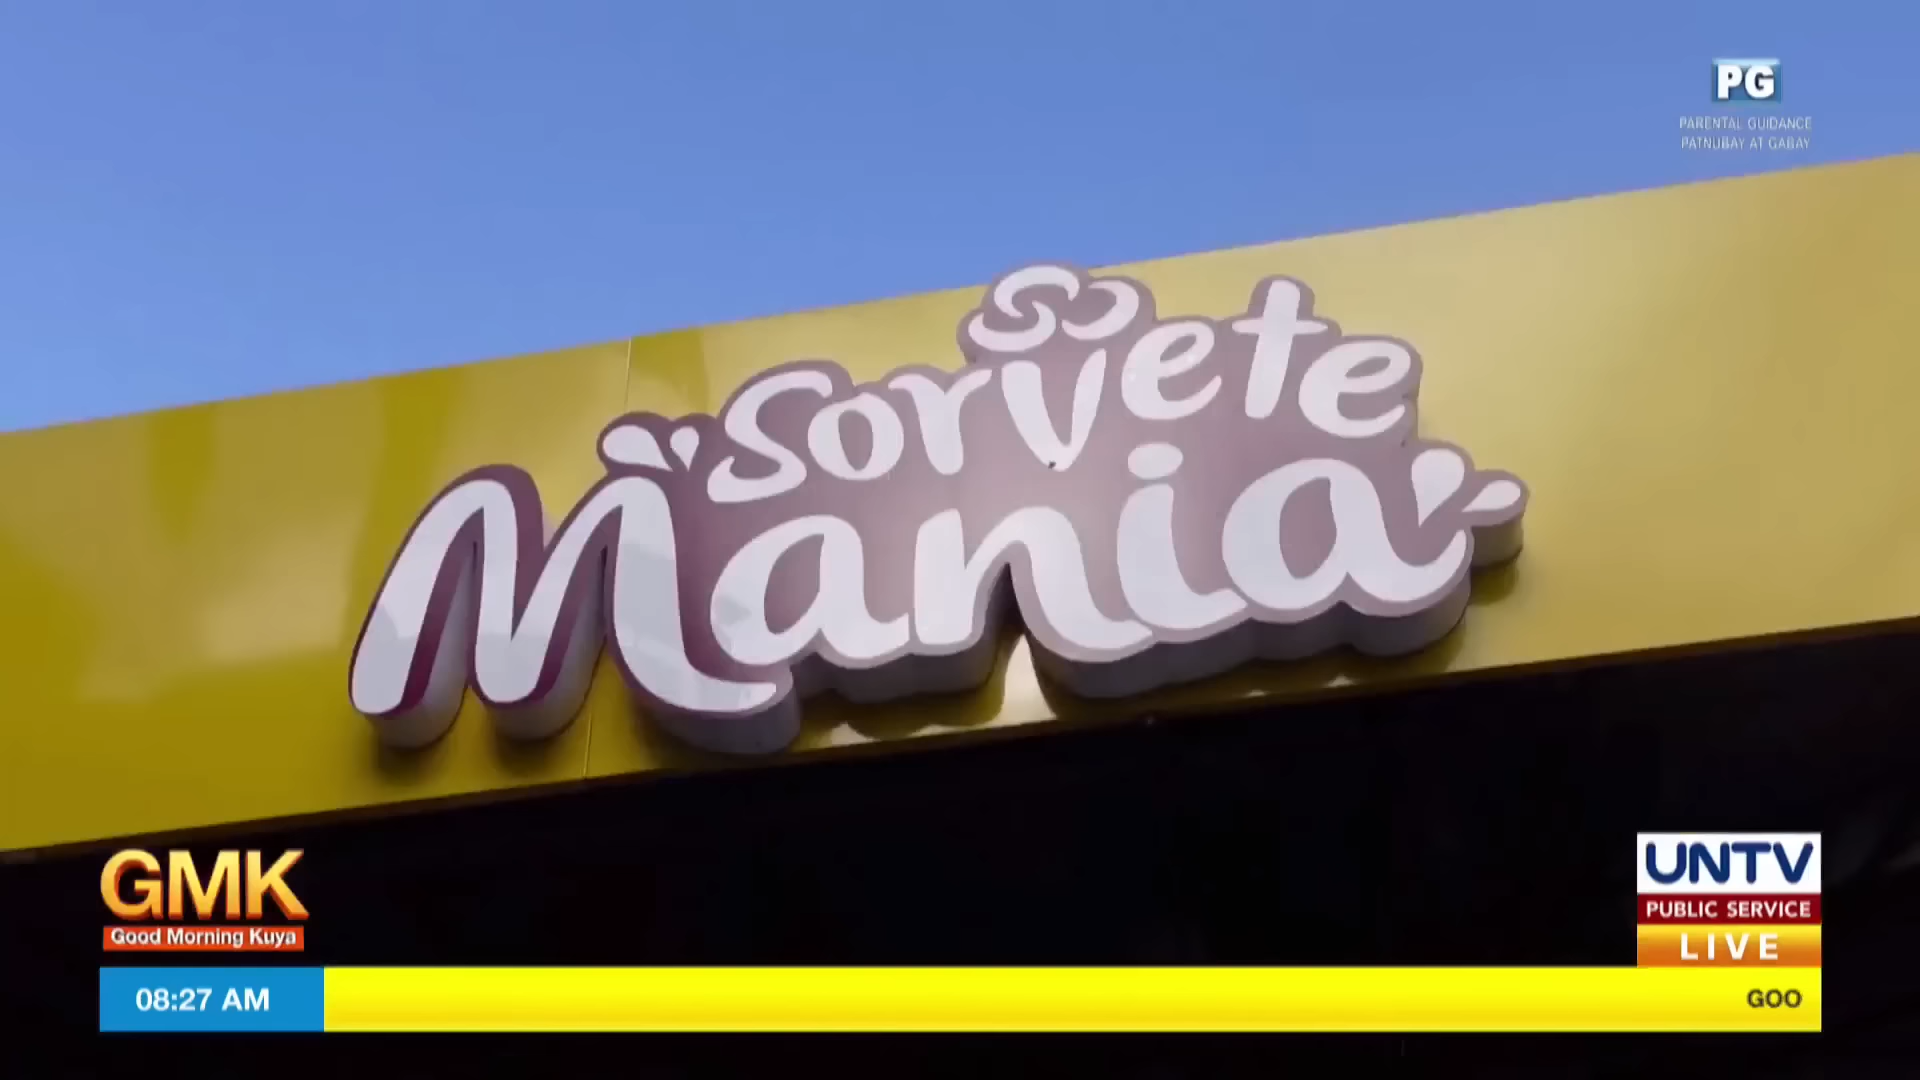 PG
PARENTAL GUIDANCE
PATNUBAY AT GABAY
Sorvete
Mania
GMK
Good Morning Kuya
UNTV
PUBLIC SERVICE
LIVE
08:27 AM
GOO